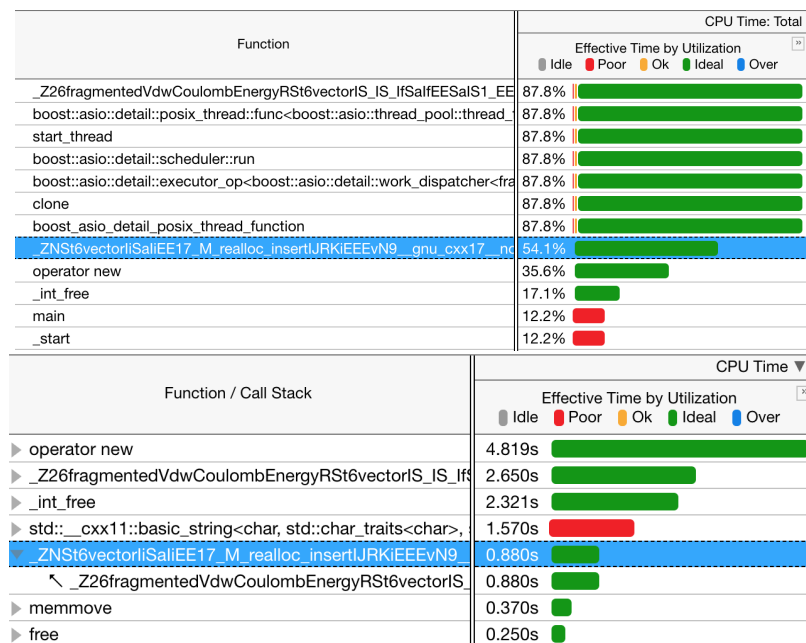 CPU Time: Total
Function
Effective Time by Utilization
»
Idle Poor Ok Ideal Over
_Z26fragmentedVdwCoulombEnergyRSt6vectorIS_IS_IfSaIfEESaIS1_EE 87.8%
boost::asio::detail::posix_thread::func<boost::asio::thread_pool::thread_ 87.8%
start_thread 87.8%
boost::asio::detail::scheduler::run 87.8%
boost::asio::detail::executor_op<boost::asio::detail::work_dispatcher<fra 87.8%
clone 87.8%
boost_asio_detail_posix_thread_function 87.8%
_ZNSt6vectorIiSaIiEE17_M_realloc_insertIJRKiEEEvN9__gnu_cxx17__no 54.1%
operator new 35.6%
_int_free 17.1%
main 12.2%
_start 12.2%
CPU Time
Function / Call Stack
Effective Time by Utilization
»
Idle Poor Ok Ideal Over
operator new 4.819s
_Z26fragmentedVdwCoulombEnergyRSt6vectorIS_IS_IfS 2.650s
_int_free 2.321s
std::__cxx11::basic_string<char, std::char_traits<char>, 1.570s
_ZNSt6vectorIiSaIiEE17_M_realloc_insertIJRKiEEEvN9_ 0.880s
_Z26fragmentedVdwCoulombEnergyRSt6vectorIS_ 0.880s
memmove 0.370s
free 0.250s